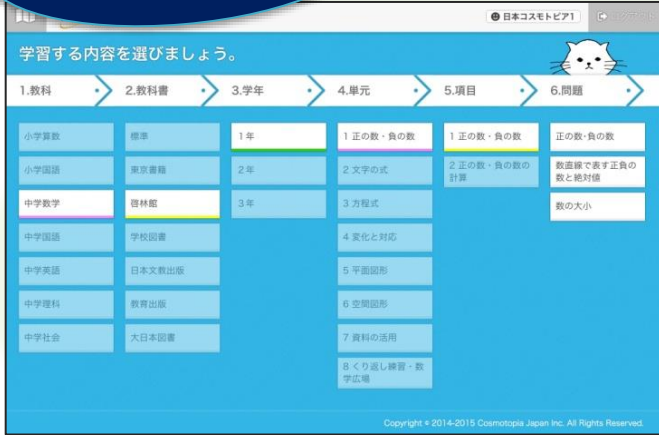 日本コスモトピア1
学習する内容を選びましょう。
1.教科
2.教科書
3.学年
4.単元
5.項目
6.問題
小学算数
小学国語
中学数学
中学国語
中学英語
中学理科
中学社会
標準
東京書籍
啓林館
学校図書
日本文教出版
教育出版
大日本図書
1年
2年
3年
1 正の数・負の数
2 文字の式
3 方程式
4 変化と対応
5 平面図形
6 空間図形
7 資料の活用
8 くり返し練習・数
学広場
1 正の数・負の数
2 正の数・負の数の
計算
正の数・負の数
数直線で表す正負の
数と絶対値
数の大小
Copyright © 2014-2015 Cosmotopia Japan Inc. All Rights Reserved.